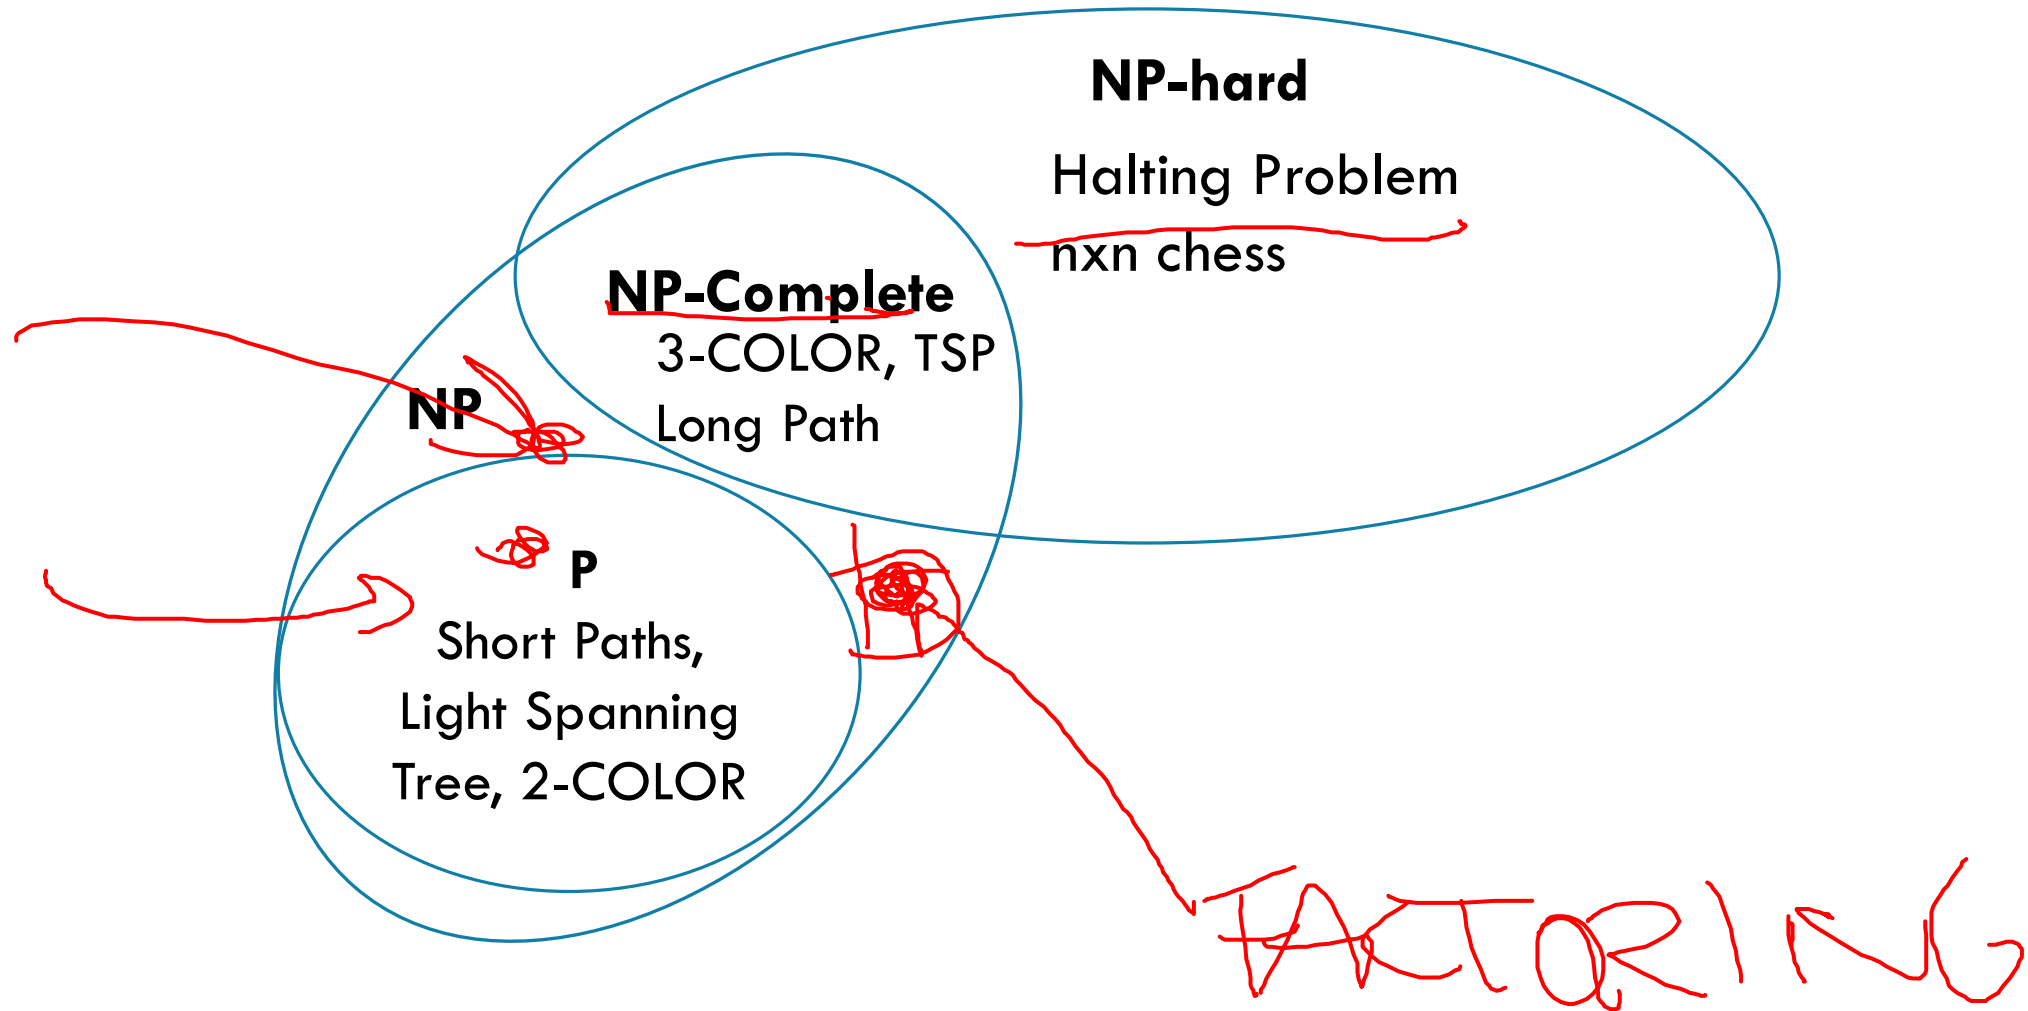 NP-hard
Halting Problem
nxn chess
NP-Complete
3-COLOR, TSP
Long Path
NP
P
Short Paths,
Light Spanning
Tree, 2-COLOR
FACTORING